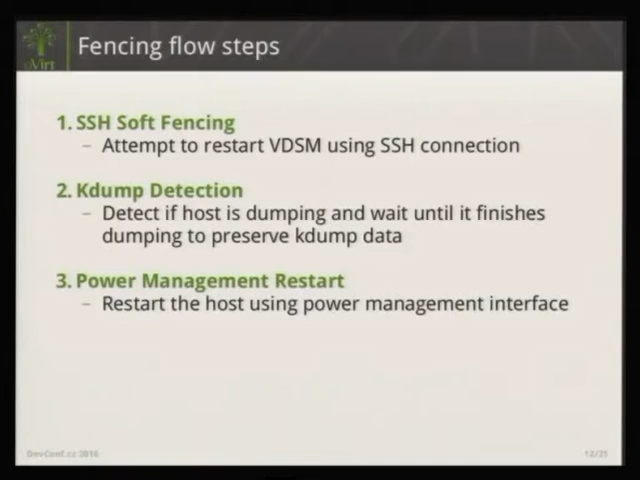 oVirt
Fencing flow steps
1. SSH Soft Fencing
– Attempt to restart VDSM using SSH connection
2. Kdump Detection
– Detect if host is dumping and wait until it finishes
dumping to preserve kdump data
3. Power Management Restart
– Restart the host using power management interface
DevConf.cz 2016
12/21